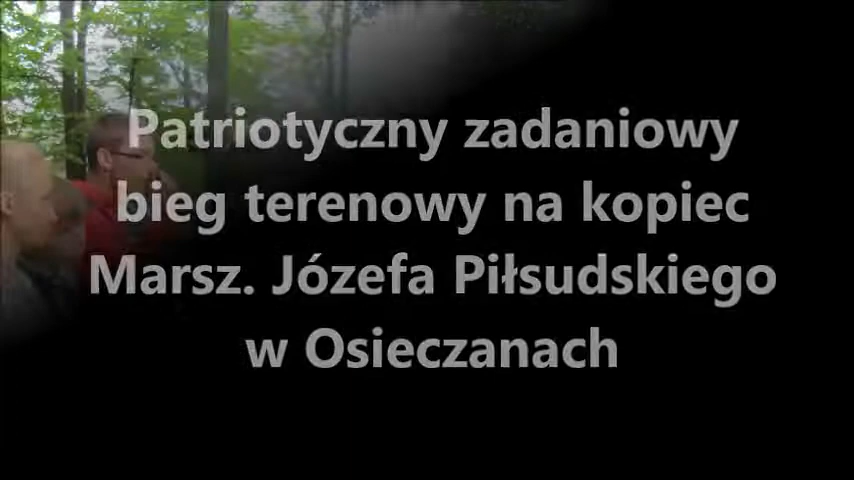 Patriotyczny zadaniowy
bieg terenowy na kopiec
Marsz. Józefa Piłsudskiego
w Osieczanach